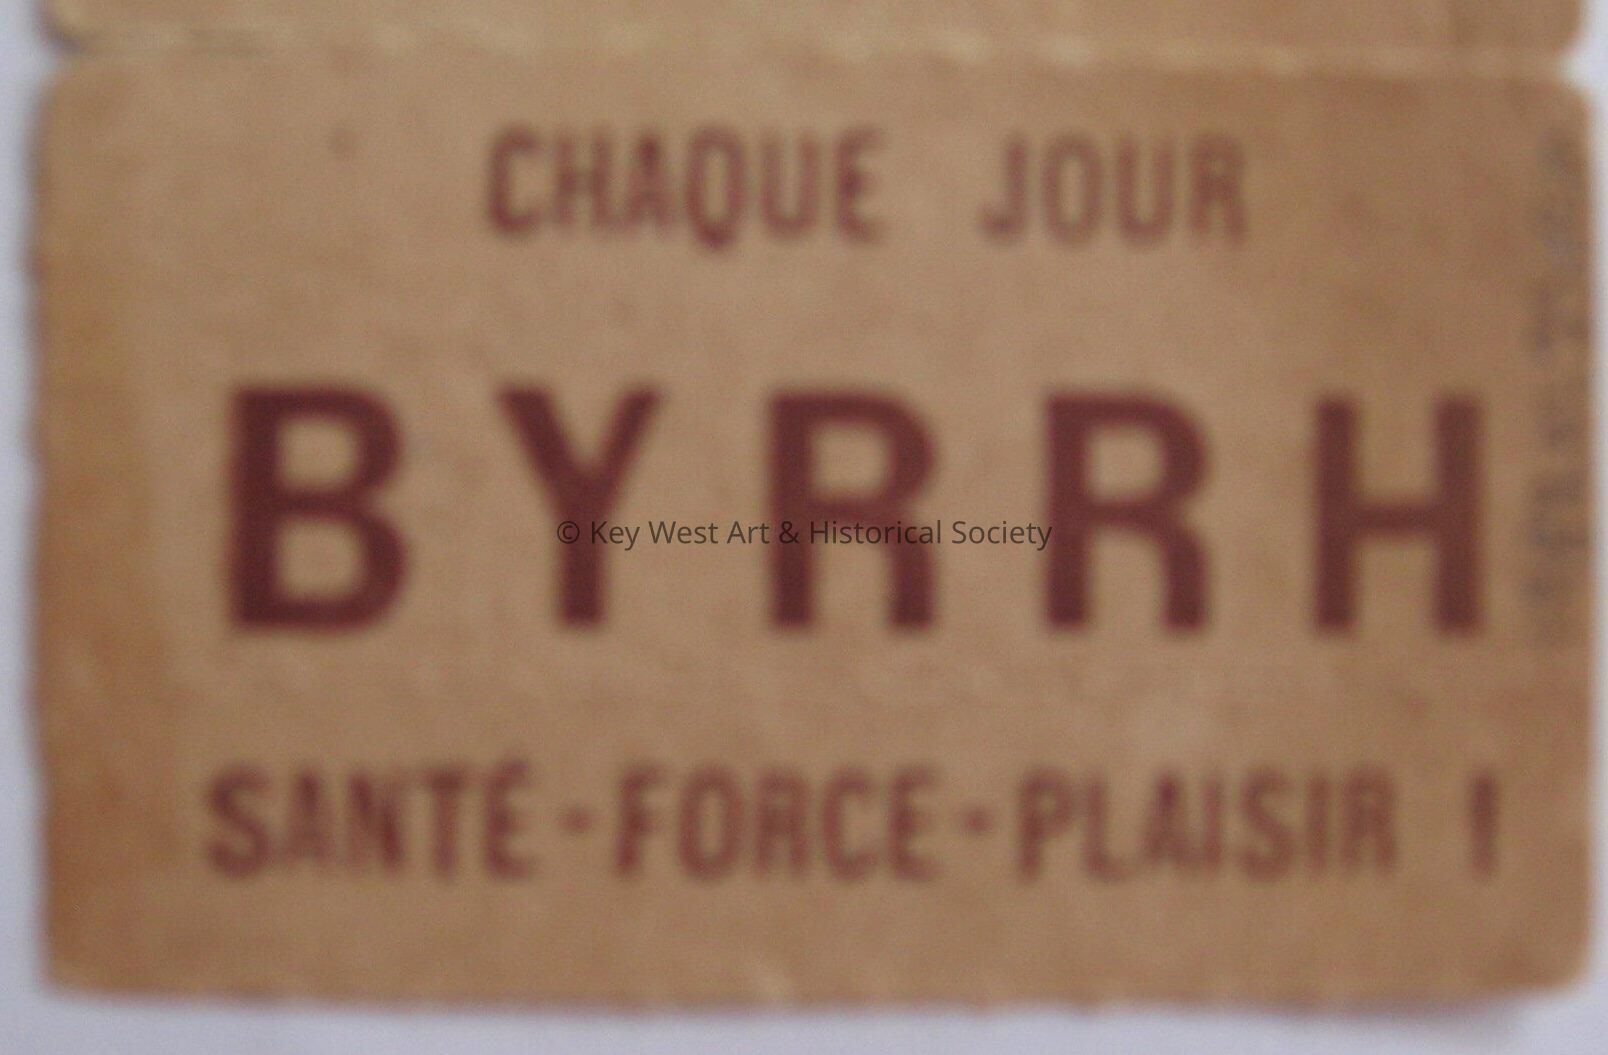 CHAQUE JOUR
BYRRH
© Key West Art & Historical Society
SANTÉ-FORCE-PLAISIR !